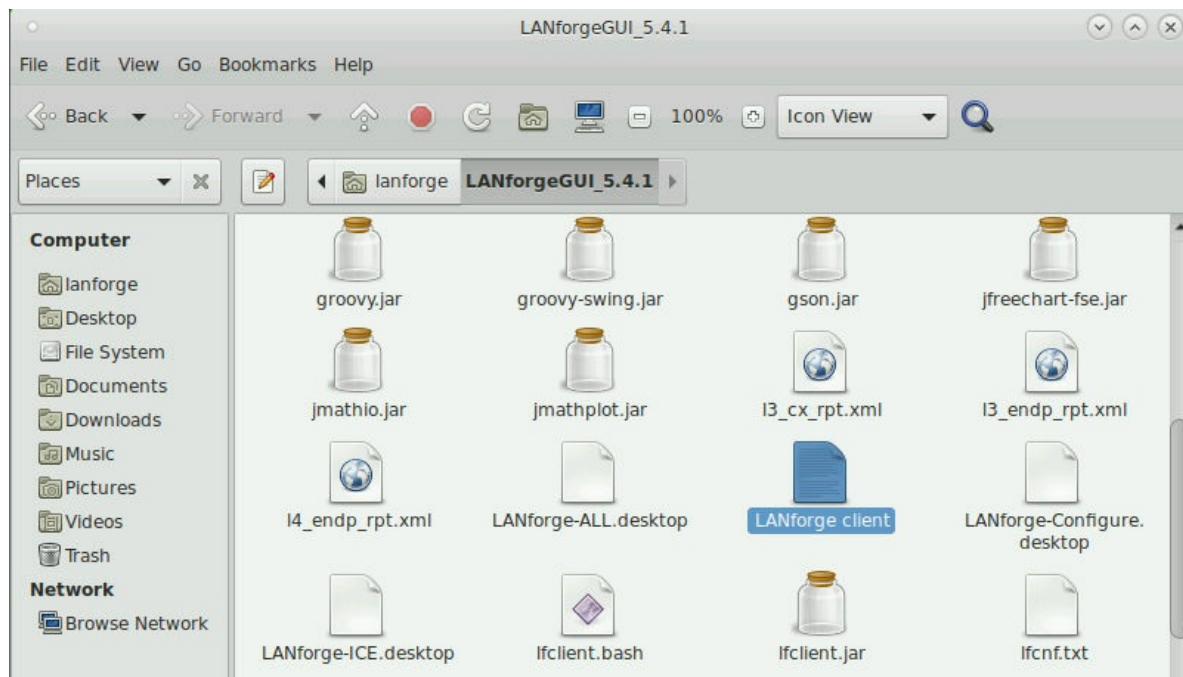 LANforgeGUI_5.4.1
File Edit View Go Bookmarks Help
Back Forward 100% Icon View
Places lanforge LANforgeGUI_5.4.1
Computer
lanforge
Desktop
File System
Documents
Downloads
Music
Pictures
Videos
Trash
Network
Browse Network
groovy.jar groovy-swing.jar gson.jar jfreechart-fse.jar
jmathio.jar jmathplot.jar l3_cx_rpt.xml l3_endp_rpt.xml
l4_endp_rpt.xml LANforge-ALL.desktop LANforge client LANforge-Configure.
desktop
LANforge-ICE.desktop lfclient.bash lfclient.jar lfcnf.txt